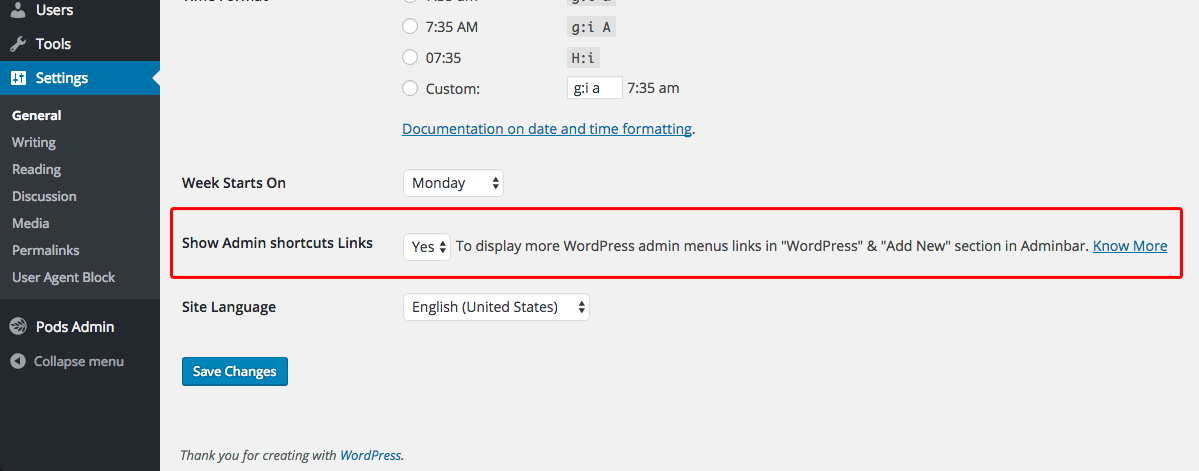 Users
Tools
Settings
General
Writing
Reading
Discussion
Media
Permalinks
User Agent Block
Pods Admin
Collapse menu
7:35 AM g:i A
07:35 H:i
Custom: g:i a 7:35 am
Documentation on date and time formatting.
Week Starts On Monday
Show Admin shortcuts Links Yes To display more WordPress admin menus links in "WordPress" & "Add New" section in Adminbar. Know More
Site Language English (United States)
Save Changes
Thank you for creating with WordPress.